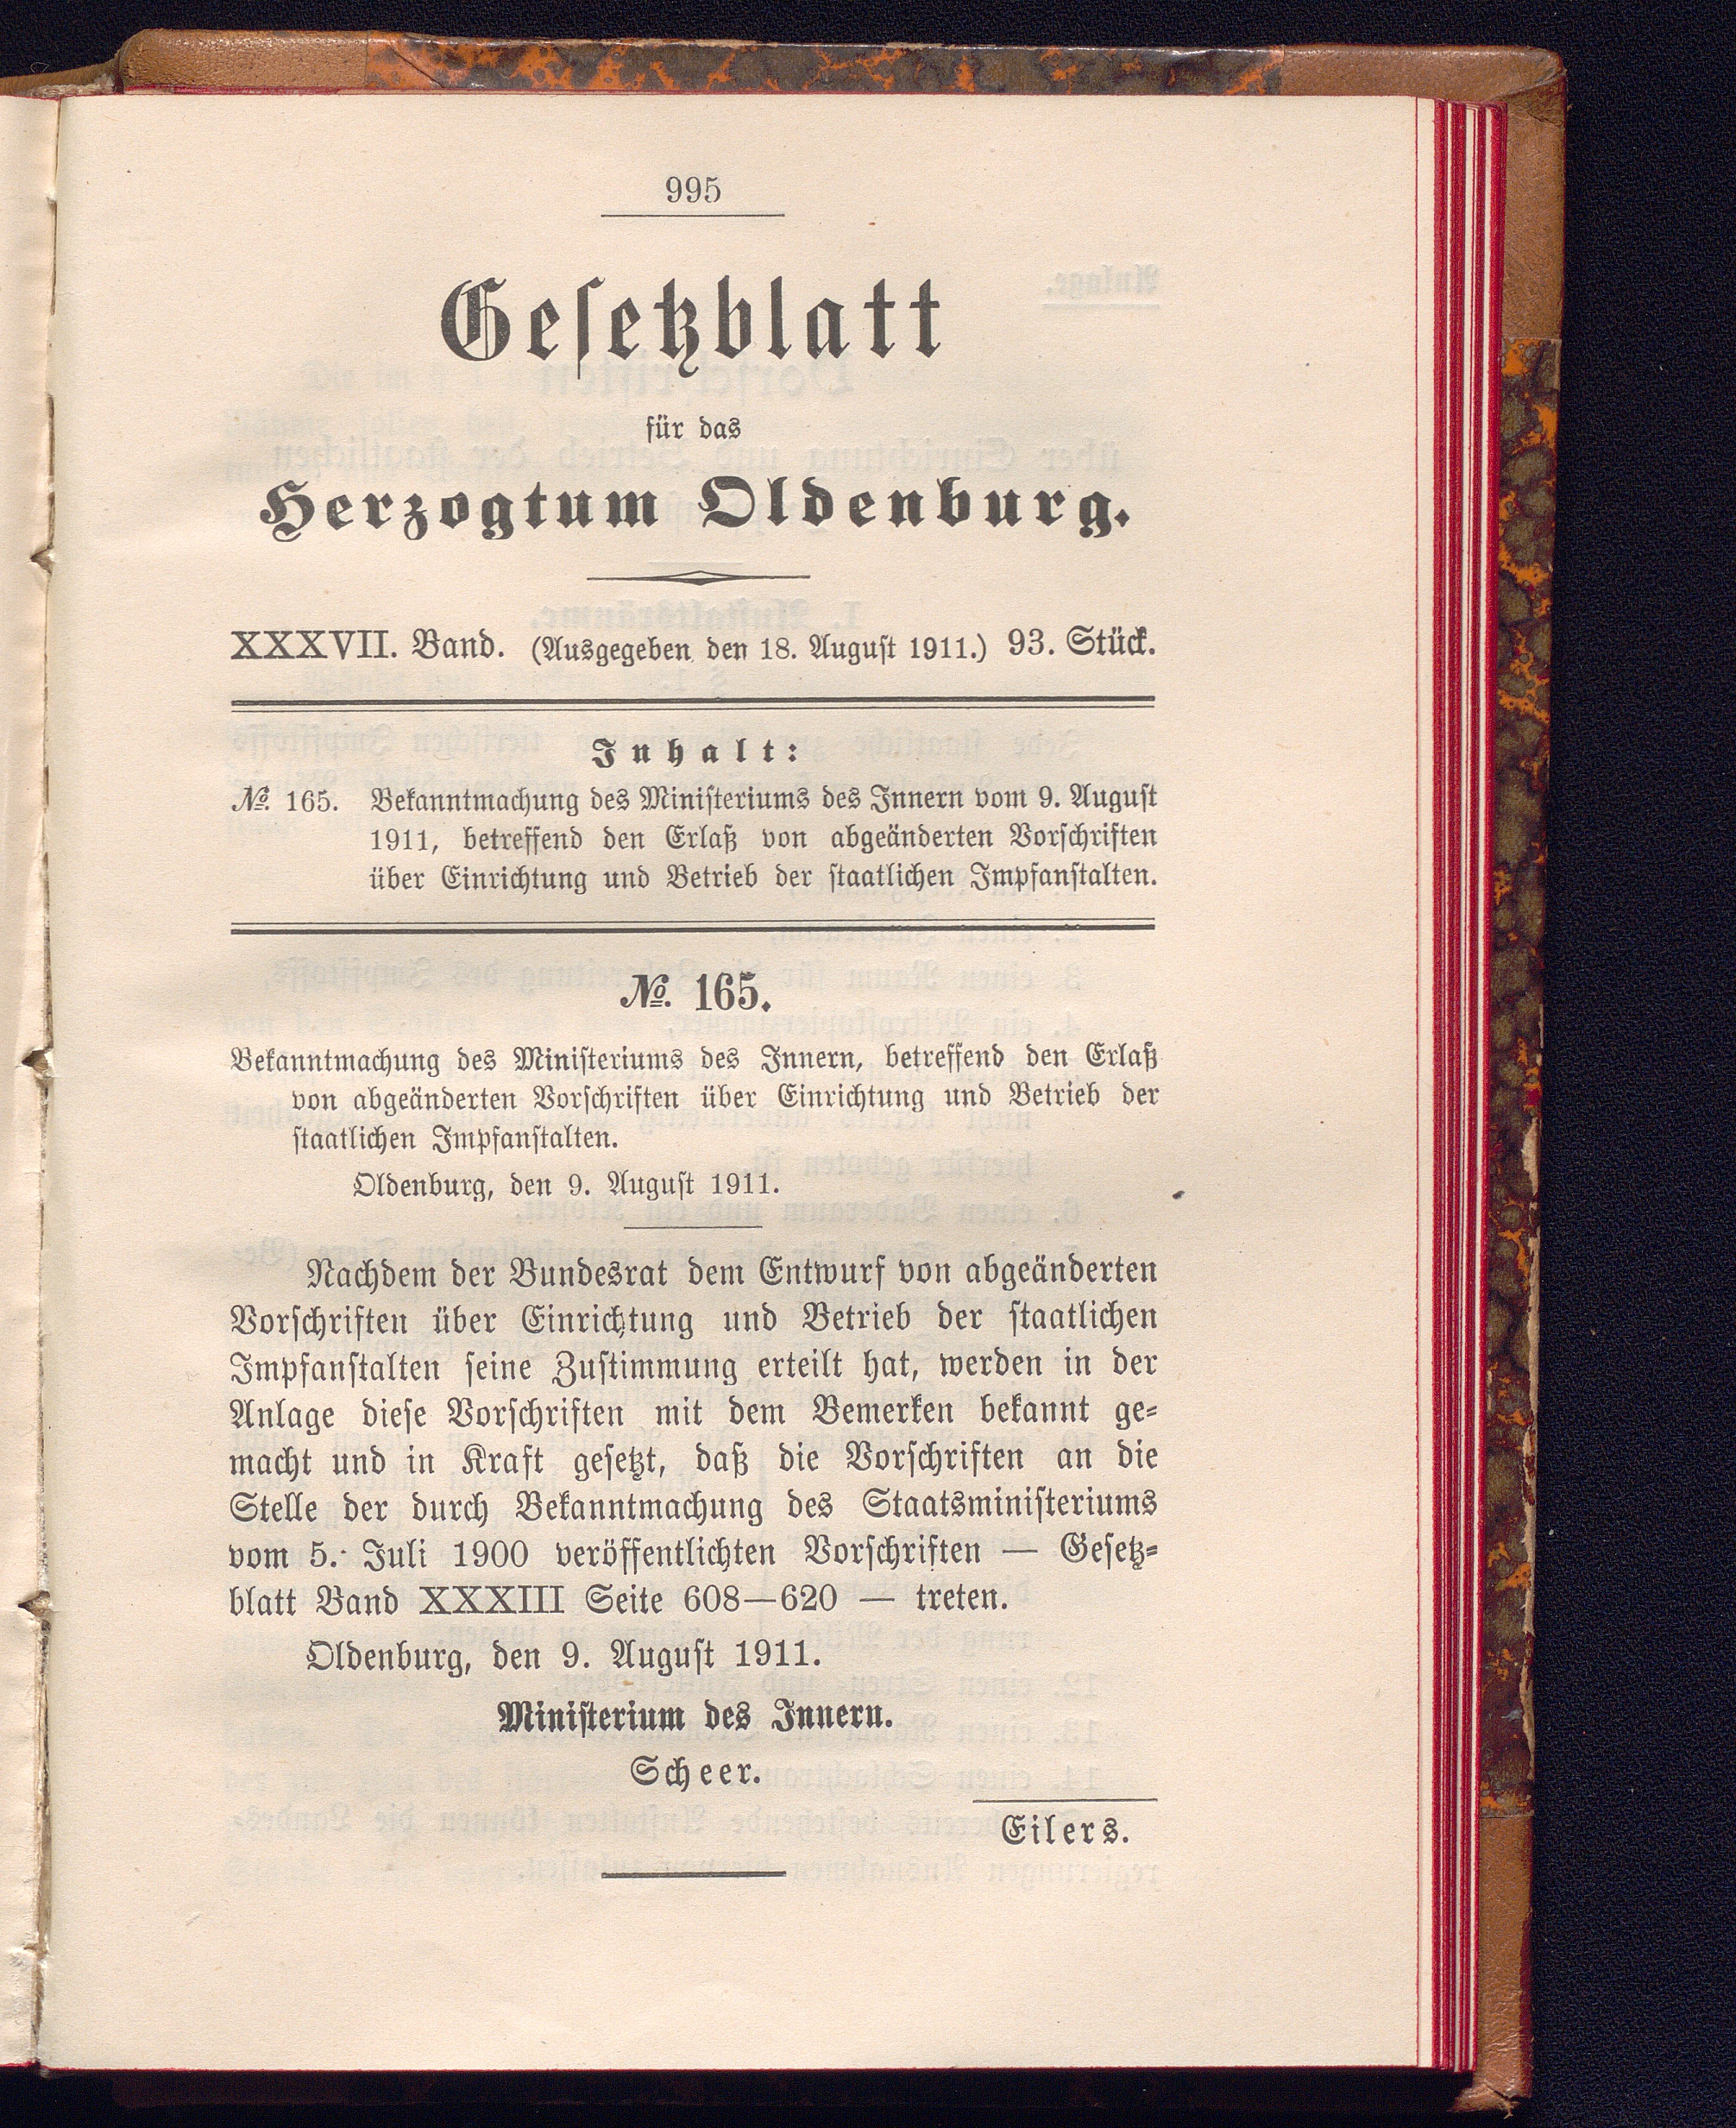 995
Gesetzblatt
für das
Herzogtum Oldenburg.
XXXVII. Band. (Ausgegeben den 18. August 1911.) 93. Stück.
Inhalt:
№. 165. Bekanntmachung des Ministeriums des Innern vom 9. August
1911, betreffend den Erlaß von abgeänderten Vorschriften
über Einrichtung und Betrieb der staatlichen Impfanstalten.
№. 165.
Bekanntmachung des Ministeriums des Innern, betreffend den Erlaß
von abgeänderten Vorschriften über Einrichtung und Betrieb der
staatlichen Impfanstalten.
Oldenburg, den 9. August 1911.
Nachdem der Bundesrat dem Entwurf von abgeänderten
Vorschriften über Einrichtung und Betrieb der staatlichen
Impfanstalten seine Zustimmung erteilt hat, werden in der
Anlage diese Vorschriften mit dem Bemerken bekannt ge-
macht und in Kraft gesetzt, daß die Vorschriften an die
Stelle der durch Bekanntmachung des Staatsministeriums
vom 5. Juli 1900 veröffentlichten Vorschriften — Gesetz-
blatt Band XXXIII Seite 608—620 — treten.
Oldenburg, den 9. August 1911.
Ministerium des Innern.
Scheer.
Eilers.